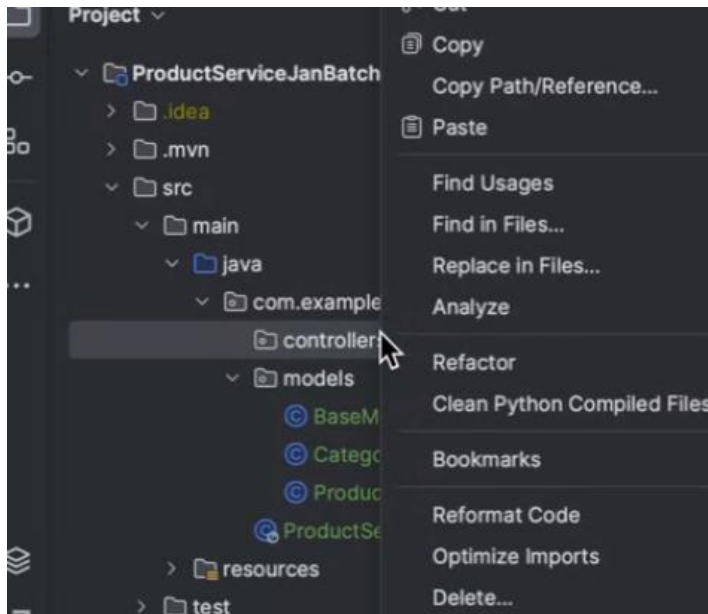 Project
ProductServiceJanBatch
.idea
.mvn
src
main
java
com.example
controller
models
BaseM
Catego
Produc
ProductSe
resources
test
Cut
Copy
Copy Path/Reference...
Paste
Find Usages
Find in Files...
Replace in Files...
Analyze
Refactor
Clean Python Compiled Files
Bookmarks
Reformat Code
Optimize Imports
Delete...